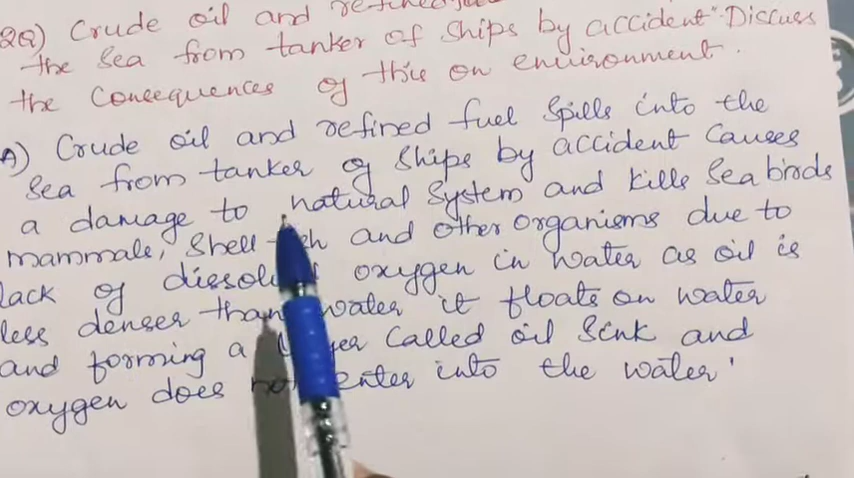 2Q) Crude oil and refined
the Sea from tanker of Ships by accident" Discuss
the Consequences of this on environment.
A) Crude oil and refined fuel Spills into the
Sea from tanker of Ships by accident Causes
a damage to natural System and kills Seabirds
mammals, Shell and other organisms due to
lack of oxygen in water as oil is
less denser than water it floats on water
and forming a called oil Sink and
oxygen does enter into the water'